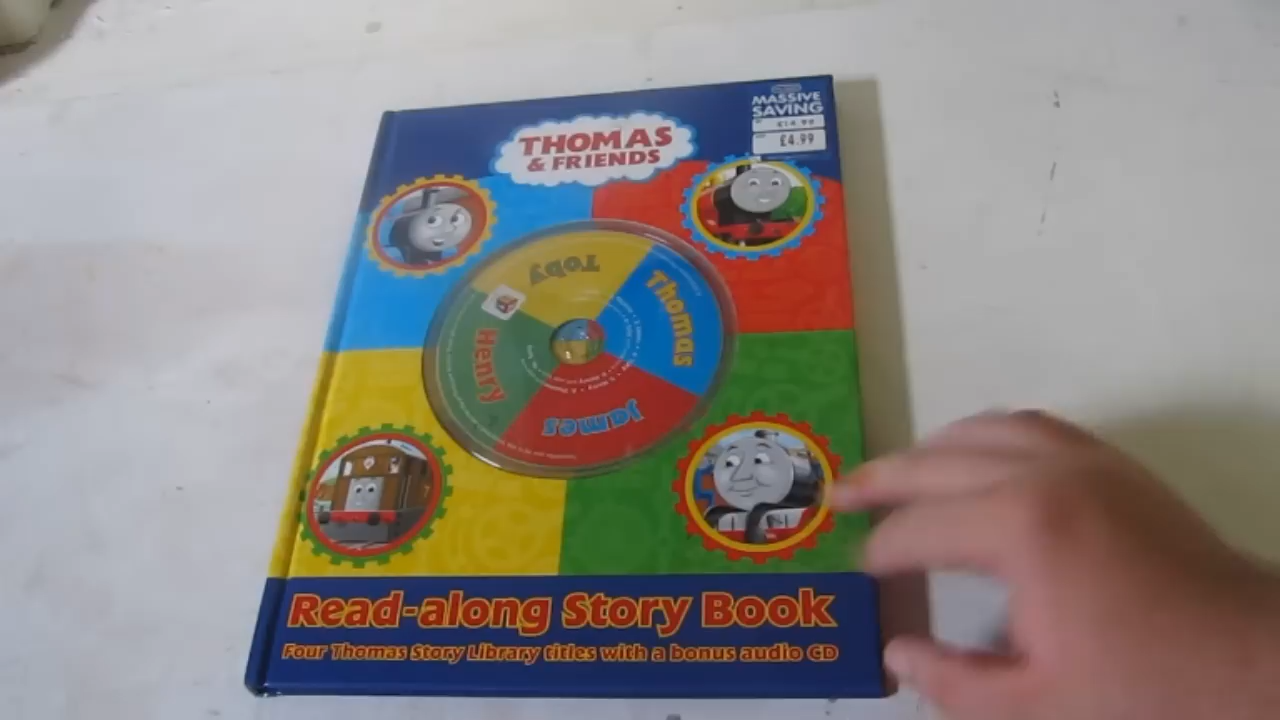 MASSIVE
SAVING
£14.99
£4.99
THOMAS
& FRIENDS
Toby
Thomas
Henry
James
Read-along Story Book
Four Thomas Story Library titles with a bonus audio CD